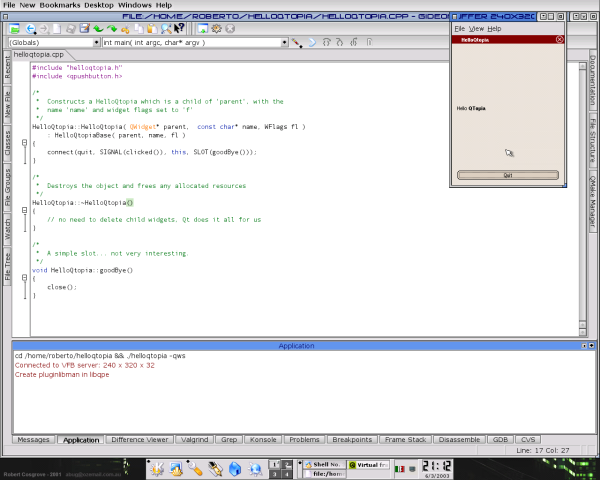 File New Bookmarks Desktop Windows Help
FILE:/HOME/ROBERTO/HELLOQTOPIA/HELLOQTOPIA.CPP - GIDEON
UFFER 240X320
File View Help
HelloQtopia
Hello QTopia
Quit
(Globals)
int main( int argc, char* argv )
helloqtopia.cpp
Recent
New File
Classes
File Groups
Watch
File Tree
Documentation
File Structure
QMake Manager
#include "helloqtopia.h"
#include <qpushbutton.h>
/*
* Constructs a HelloQtopia which is a child of 'parent', with the
* name 'name' and widget flags set to 'f'
*/
HelloQtopia::HelloQtopia( QWidget* parent, const char* name, WFlags fl )
: HelloQtopiaBase( parent, name, fl )
{
connect(quit, SIGNAL(clicked()), this, SLOT(goodBye()));
}
/*
* Destroys the object and frees any allocated resources
*/
HelloQtopia::~HelloQtopia()
{
// no need to delete child widgets, Qt does it all for us
}
/*
* A simple slot... not very interesting.
*/
void HelloQtopia::goodBye()
{
close();
}
Application
cd /home/roberto/helloqtopia && ./helloqtopia -qws
Connected to VFB server: 240 x 320 x 32
Create pluginlibman in libqpe
Messages Application Difference Viewer Valgrind Grep Konsole Problems Breakpoints Frame Stack Disassemble GDB CVS
Line: 17 Col: 27
1 2
3 4
Shell No.
Virtual fra
file:/hom
21:12
6/3/2003